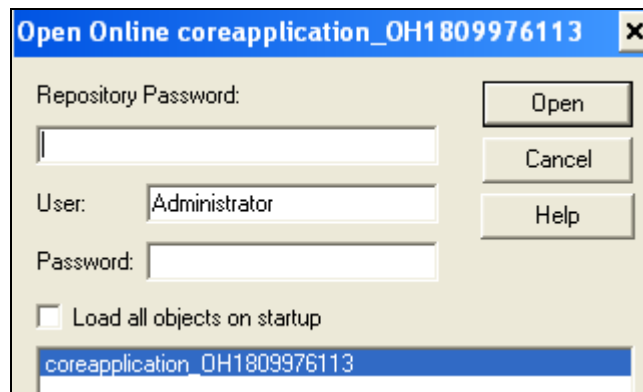 Open Online coreapplication_OH1809976113
Repository Password:
Open
Cancel
User: Administrator
Help
Password:
Load all objects on startup
coreapplication_OH1809976113